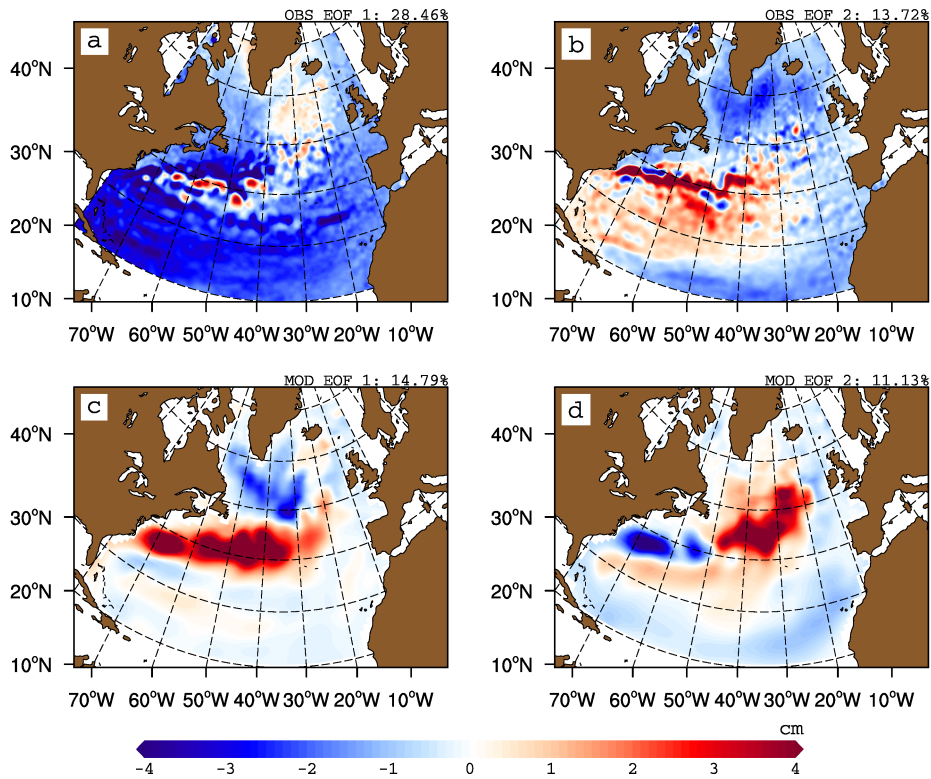 OBS EOF 1: 28.46%
OBS EOF 2: 13.72%
a
b
40°N
40°N
30°N
30°N
20°N
20°N
10°N
10°N
70°W 60°W 50°W 40°W 30°W 20°W 10°W
70°W 60°W 50°W 40°W 30°W 20°W 10°W
MOD EOF 1: 14.79%
MOD EOF 2: 11.13%
c
d
40°N
40°N
30°N
30°N
20°N
20°N
10°N
10°N
70°W 60°W 50°W 40°W 30°W 20°W 10°W
70°W 60°W 50°W 40°W 30°W 20°W 10°W
cm
-4 -3 -2 -1 0 1 2 3 4